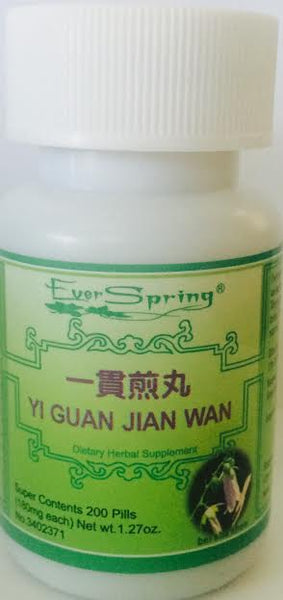 Ever Spring®
一貫煎丸
YI GUAN JIAN WAN
Dietary Herbal Supplement
Super Contents 200 Pills
(180mg each) Net wt.1.27oz.
No.3402371